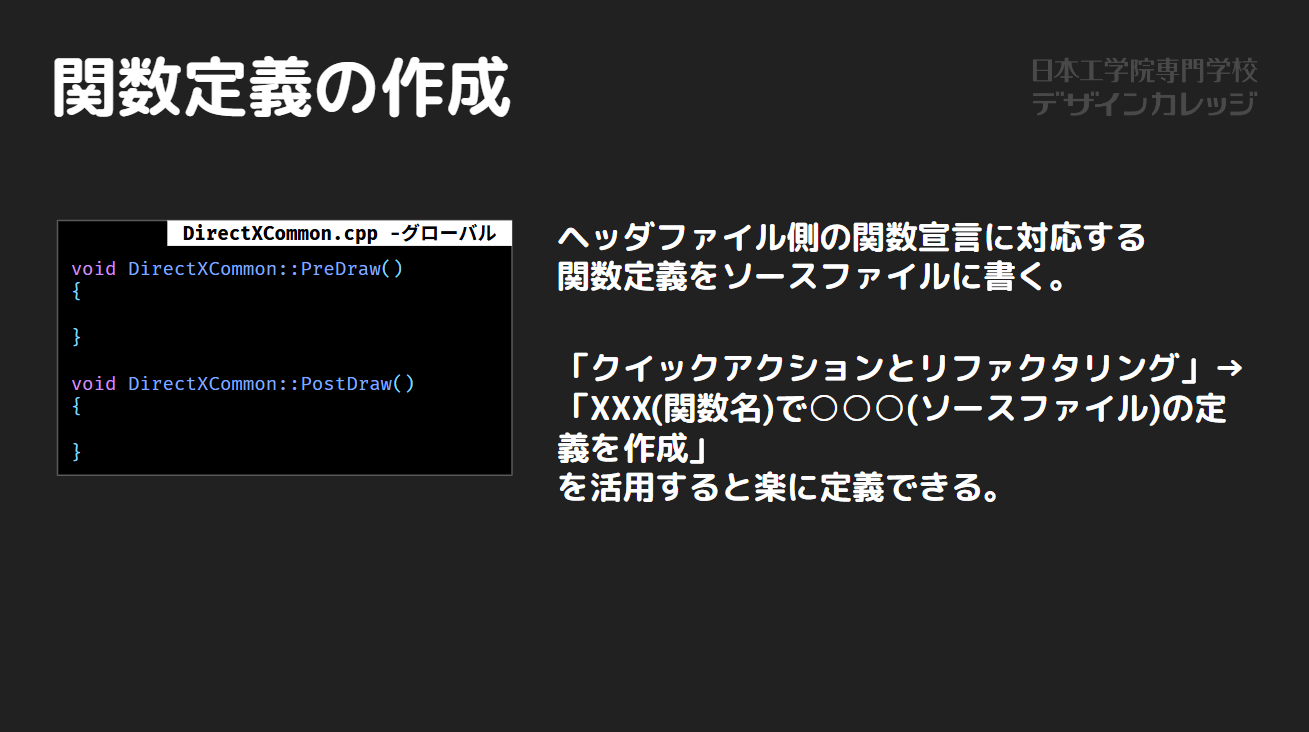 関数定義の作成
日本工学院専門学校
デザインカレッジ
DirectXCommon.cpp -グローバル
void DirectXCommon::PreDraw()
{
}
void DirectXCommon::PostDraw()
{
}
ヘッダファイル側の関数宣言に対応する
関数定義をソースファイルに書く。
「クイックアクションとリファクタリング」→
「XXX(関数名)で○○○(ソースファイル)の定
義を作成」
を活用すると楽に定義できる。